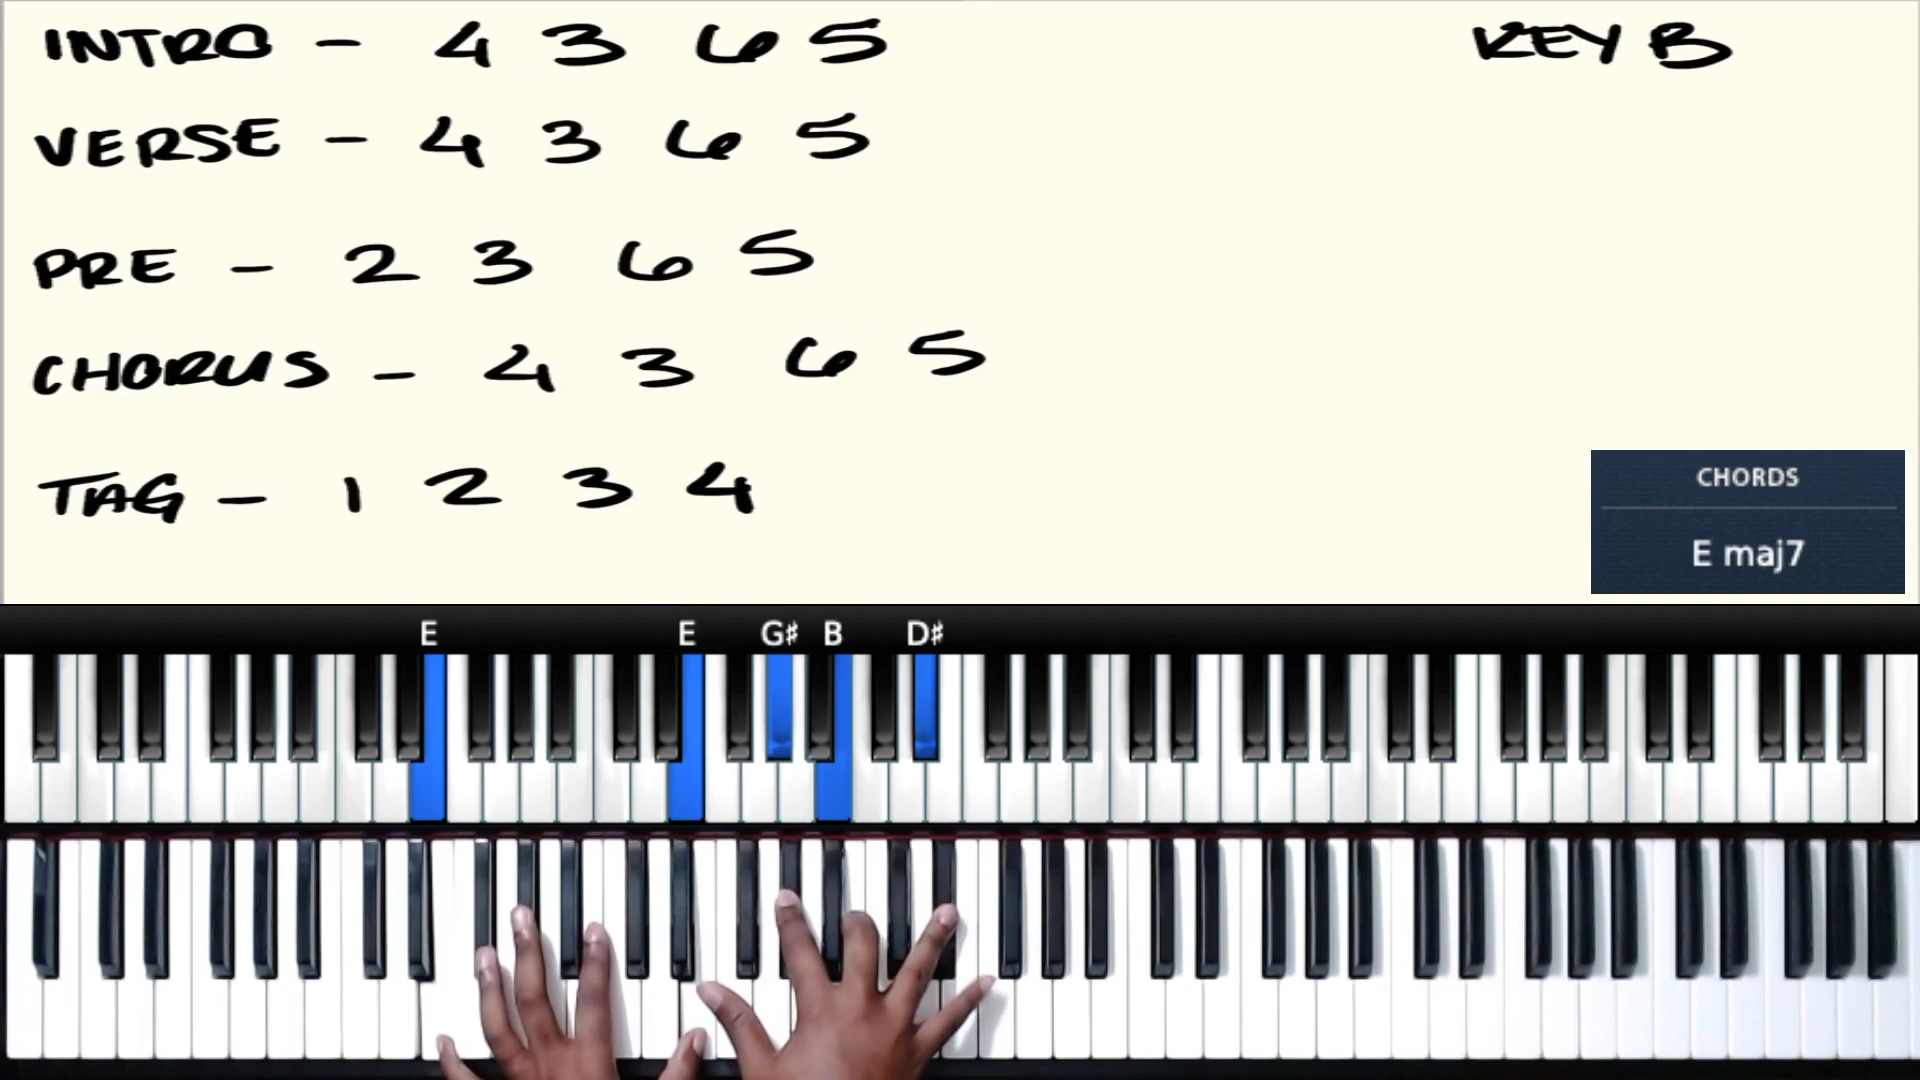 INTRO - 4 3 6 5
KEY B
VERSE - 4 3 6 5
PRE - 2 3 6 5
CHORUS - 4 3 6 5
TAG - 1 2 3 4
CHORDS
E maj7
E E G♯ B D♯